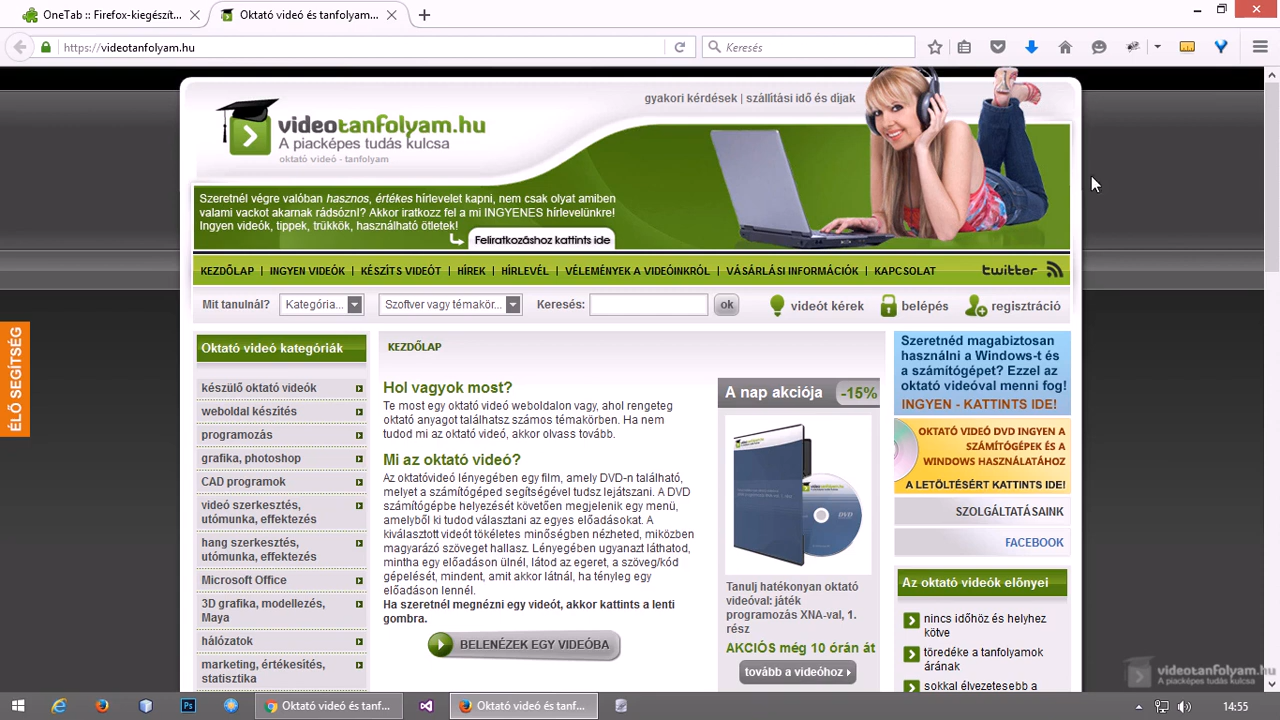 OneTab :: Firefox-kiegészít...
Oktató videó és tanfolyam...
https://videotanfolyam.hu
Keresés
gyakori kérdések | szállítási idő és díjak
videotanfolyam.hu
A piacképes tudás kulcsa
oktató videó - tanfolyam
Szeretnél végre valóban hasznos, értékes hírlevelet kapni, nem csak olyat amiben
valami vackot akarnak rádsózni? Akkor iratkozz fel a mi INGYENES hírlevelünkre!
Ingyen videók, tippek, trükkök, használható ötletek!
Feliratkozáshoz kattints ide
KEZDŐLAP | INGYEN VIDEÓK | KÉSZÍTS VIDEÓT | HÍREK | HÍRLEVÉL | VÉLEMÉNYEK A VIDEÓINKRÓL | VÁSÁRLÁSI INFORMÁCIÓK | KAPCSOLAT
twitter
Mit tanulnál?
Kategória...
Szoftver vagy témakör...
Keresés:
ok
videót kérek
belépés
regisztráció
ÉLŐ SEGÍTSÉG
Oktató videó kategóriák
készülő oktató videók
weboldal készítés
programozás
grafika, photoshop
CAD programok
videó szerkesztés,
utómunka, effektezés
hang szerkesztés,
utómunka, effektezés
Microsoft Office
3D grafika, modellezés,
Maya
hálózatok
marketing, értékesítés,
statisztika
KEZDŐLAP
Hol vagyok most?
Te most egy oktató videó weboldalon vagy, ahol rengeteg
oktató anyagot találhatsz számos témakörben. Ha nem
tudod mi az oktató videó, akkor olvass tovább.
Mi az oktató videó?
Az oktatóvideó lényegében egy film, amely DVD-n található,
melyet a számítógéped segítségével tudsz lejátszani. A DVD
számítógépbe helyezését követően megjelenik egy menü,
amelyből ki tudod választani az egyes előadásokat. A
kiválasztott videót tökéletes minőségben nézheted, miközben
magyarázó szöveget hallasz. Lényegében ugyanazt láthatod,
mintha egy előadáson ülnél, látod az egeret, a szöveg/kód
gépelését, mindent, amit akkor látnál, ha tényleg egy
előadáson lennél.
Ha szeretnél megnézni egy videót, akkor kattints a lenti
gombra.
BELENÉZEK EGY VIDEÓBA
A nap akciója
-15%
DVD
Tanulj hatékonyan oktató
videóval: játék
programozás XNA-val, 1.
rész
AKCIÓS még 10 órán át
tovább a videóhoz
Szeretnéd magabiztosan
használni a Windows-t és
a számítógépet? Ezzel az
oktató videóval menni fog!
INGYEN - KATTINTS IDE!
OKTATÓ VIDEÓ DVD INGYEN A
SZÁMÍTÓGÉPEK ÉS A
WINDOWS HASZNÁLATÁHOZ
A LETÖLTÉSÉRT KATTINTS IDE!
SZOLGÁLTATÁSAINK
FACEBOOK
Az oktató videók előnyei
nincs időhöz és helyhez
kötve
töredéke a tanfolyamok
árának
sokkal élvezetesebb a
videotanfolyam.hu
A piacképes tudás kulcsa
Oktató videó és tanf...
Oktató videó és tanf...
14:55